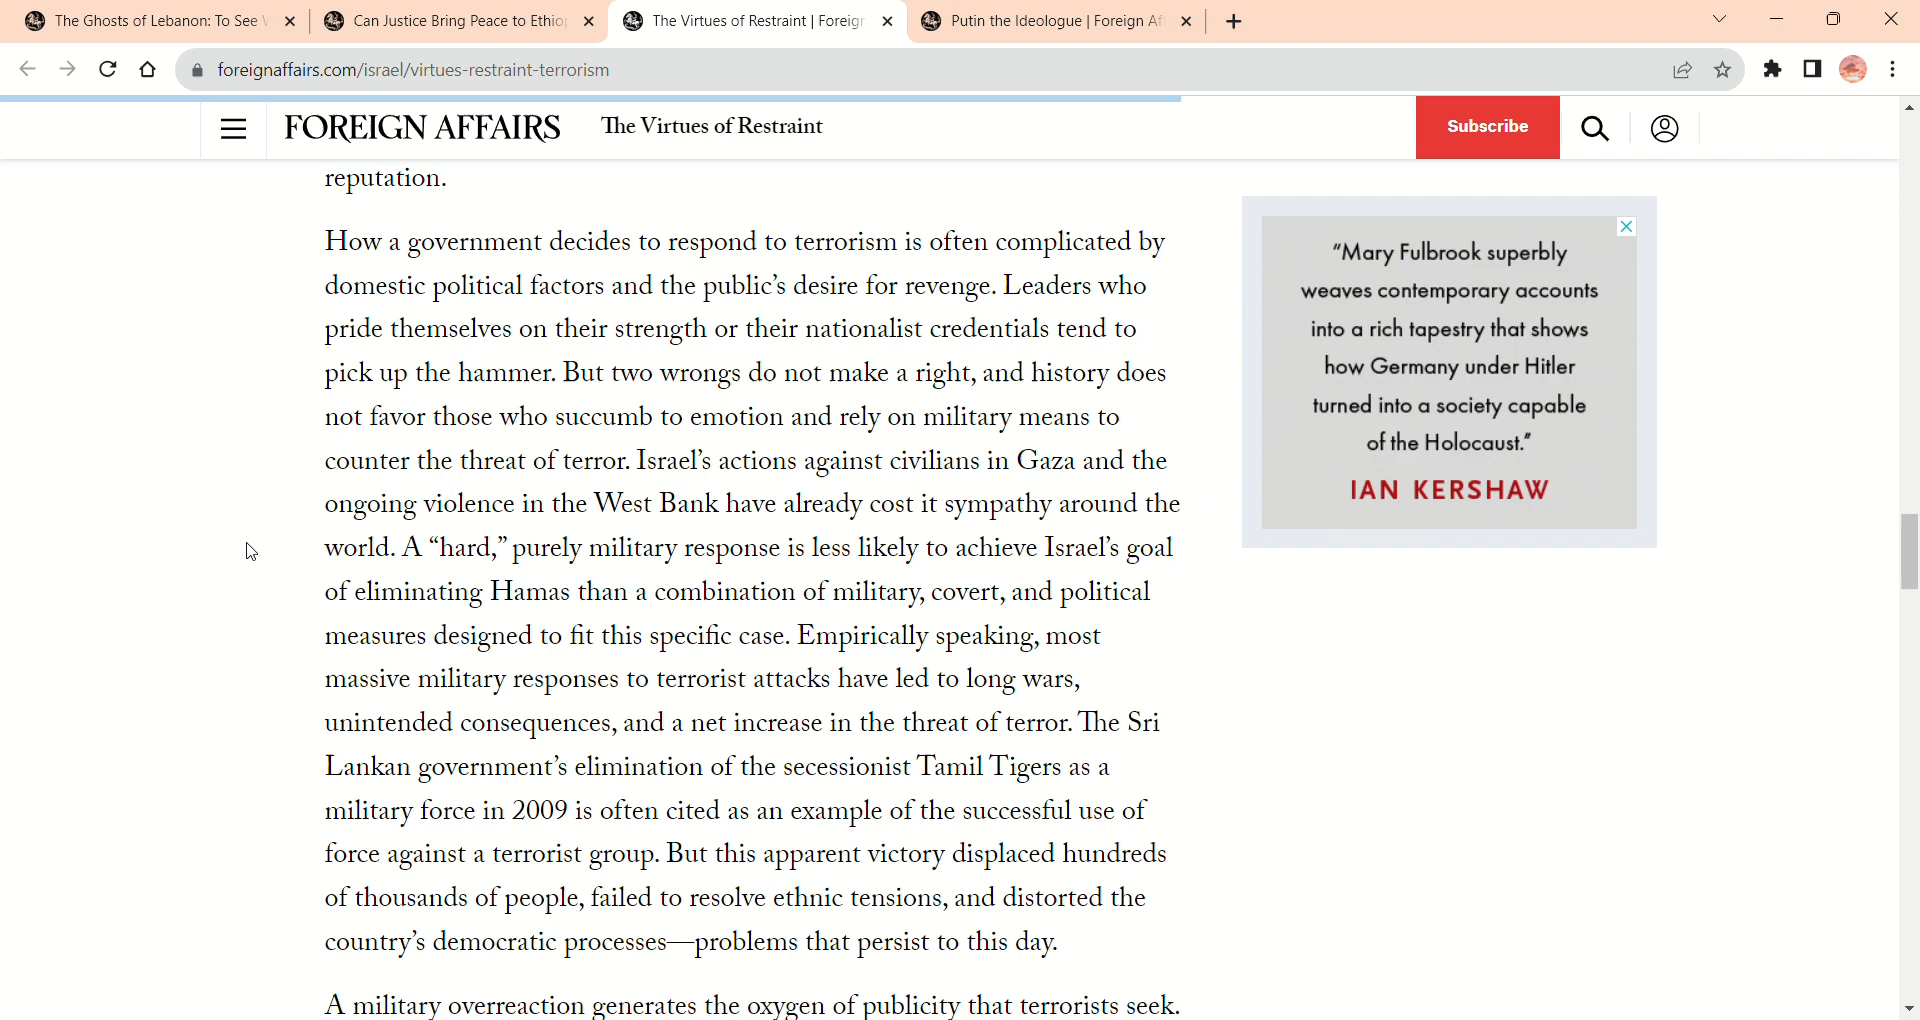 The Ghosts of Lebanon: To See
Can Justice Bring Peace to Ethio
The Virtues of Restraint | Foreign
Putin the Ideologue | Foreign Af
foreignaffairs.com/israel/virtues-restraint-terrorism
FOREIGN AFFAIRS
The Virtues of Restraint
Subscribe
reputation.
How a government decides to respond to terrorism is often complicated by
domestic political factors and the public’s desire for revenge. Leaders who
pride themselves on their strength or their nationalist credentials tend to
pick up the hammer. But two wrongs do not make a right, and history does
not favor those who succumb to emotion and rely on military means to
counter the threat of terror. Israel’s actions against civilians in Gaza and the
ongoing violence in the West Bank have already cost it sympathy around the
world. A “hard,” purely military response is less likely to achieve Israel’s goal
of eliminating Hamas than a combination of military, covert, and political
measures designed to fit this specific case. Empirically speaking, most
massive military responses to terrorist attacks have led to long wars,
unintended consequences, and a net increase in the threat of terror. The Sri
Lankan government’s elimination of the secessionist Tamil Tigers as a
military force in 2009 is often cited as an example of the successful use of
force against a terrorist group. But this apparent victory displaced hundreds
of thousands of people, failed to resolve ethnic tensions, and distorted the
country’s democratic processes—problems that persist to this day.
A military overreaction generates the oxygen of publicity that terrorists seek.
“Mary Fulbrook superbly
weaves contemporary accounts
into a rich tapestry that shows
how Germany under Hitler
turned into a society capable
of the Holocaust.”
IAN KERSHAW